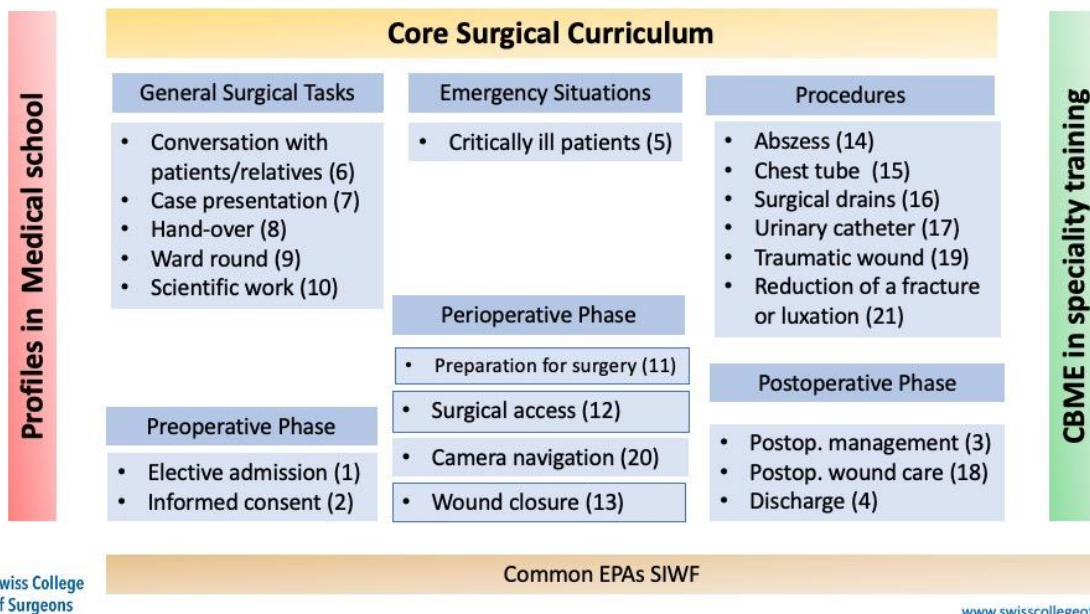 Core Surgical Curriculum
Profiles in Medical school
General Surgical Tasks
• Conversation with
patients/relatives (6)
• Case presentation (7)
• Hand-over (8)
• Ward round (9)
• Scientific work (10)
Emergency Situations
• Critically ill patients (5)
Procedures
• Abszess (14)
• Chest tube (15)
• Surgical drains (16)
• Urinary catheter (17)
• Traumatic wound (19)
• Reduction of a fracture
or luxation (21)
Perioperative Phase
• Preparation for surgery (11)
• Surgical access (12)
• Camera navigation (20)
• Wound closure (13)
Preoperative Phase
• Elective admission (1)
• Informed consent (2)
Postoperative Phase
• Postop. management (3)
• Postop. wound care (18)
• Discharge (4)
CBME in speciality training
Common EPAs SIWF
wiss College
f Surgeons
www.swisscollegeo